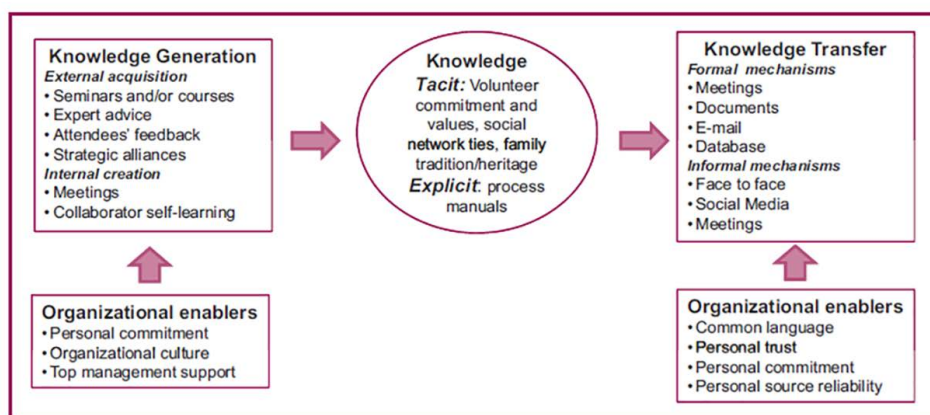 Knowledge Generation
External acquisition
• Seminars and/or courses
• Expert advice
• Attendees' feedback
• Strategic alliances
Internal creation
• Meetings
• Collaborator self-learning
Organizational enablers
• Personal commitment
• Organizational culture
• Top management support
Knowledge
Tacit: Volunteer
commitment and
values, social
network ties, family
tradition/heritage
Explicit: process
manuals
Knowledge Transfer
Formal mechanisms
• Meetings
• Documents
• E-mail
• Database
Informal mechanisms
• Face to face
• Social Media
• Meetings
Organizational enablers
• Common language
• Personal trust
• Personal commitment
• Personal source reliability